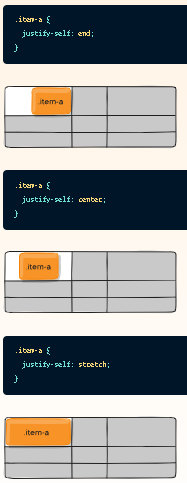 .item-a {
justify-self: end;
}
.item-a
.item-a {
justify-self: center;
}
.item-a
.item-a {
justify-self: stretch;
}
.item-a